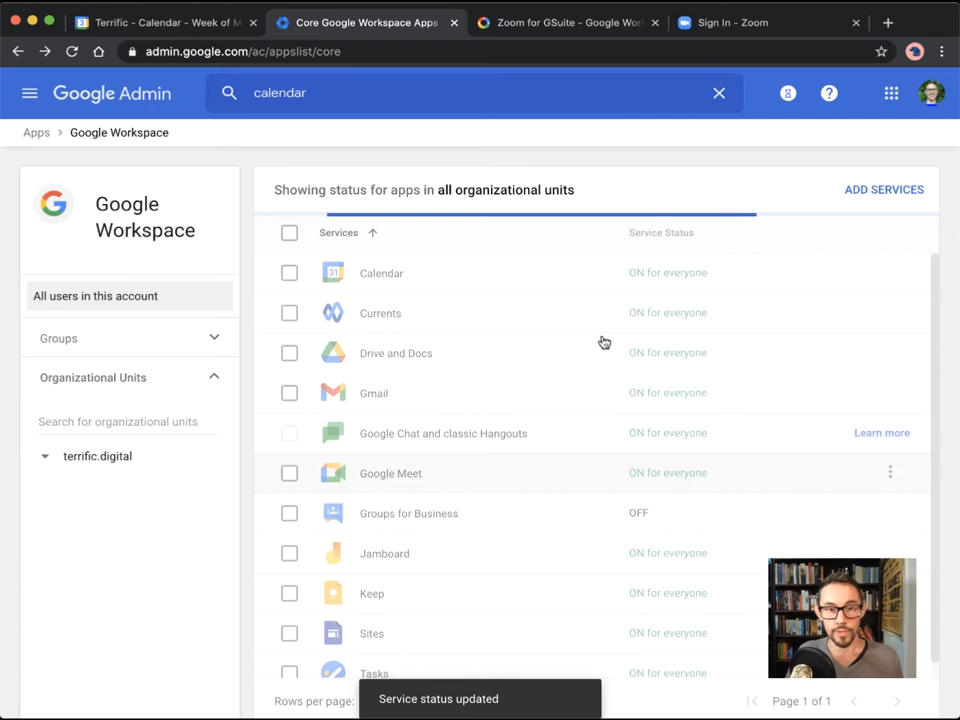 Terrific - Calendar - Week of M
Core Google Workspace Apps
Zoom for GSuite - Google Wor
Sign In - Zoom
admin.google.com/ac/appslist/core
Google Admin
calendar
Apps > Google Workspace
Google
Workspace
All users in this account
Groups
Organizational Units
Search for organizational units
terrific.digital
Showing status for apps in all organizational units
ADD SERVICES
Services
Service Status
31 Calendar ON for everyone
Currents ON for everyone
Drive and Docs ON for everyone
Gmail ON for everyone
Google Chat and classic Hangouts ON for everyone Learn more
Google Meet ON for everyone
Groups for Business OFF
Jamboard ON for everyone
Keep ON for everyone
Sites ON for everyone
Tasks ON for everyone
Rows per page:
Service status updated
Page 1 of 1